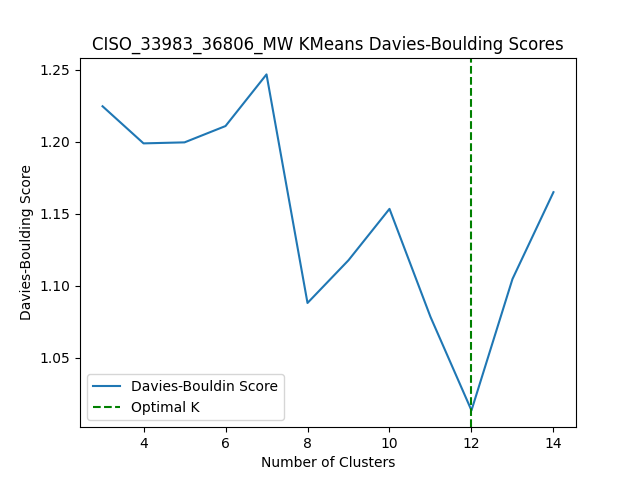 CISO_33983_36806_MW KMeans Davies-Boulding Scores
Davies-Boulding Score
1.25
1.20
1.15
1.10
1.05
Davies-Bouldin Score
Optimal K
4 6 8 10 12 14
Number of Clusters